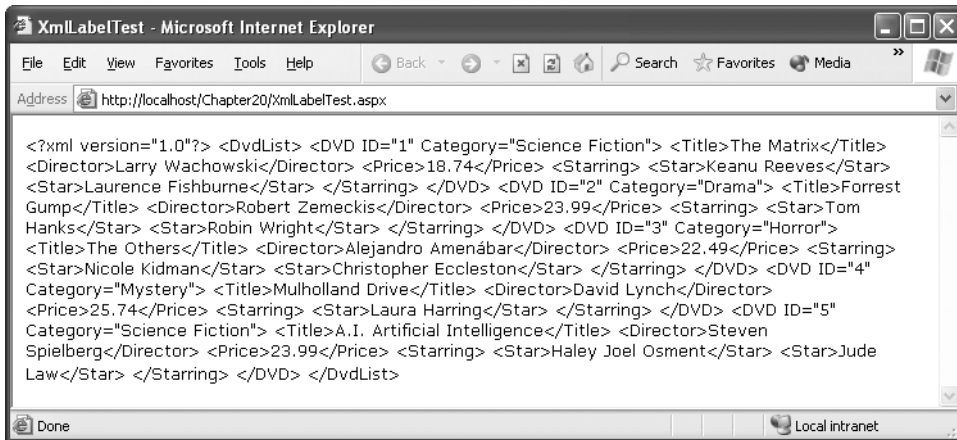 XmlLabelTest - Microsoft Internet Explorer
File Edit View Favorites Tools Help Back Search Favorites Media »
Address http://localhost/Chapter20/XmlLabelTest.aspx
<?xml version="1.0"?> <DvdList> <DVD ID="1" Category="Science Fiction"> <Title>The Matrix</Title>
<Director>Larry Wachowski</Director> <Price>18.74</Price> <Starring> <Star>Keanu Reeves</Star>
<Star>Laurence Fishburne</Star> </Starring> </DVD> <DVD ID="2" Category="Drama"> <Title>Forrest
Gump</Title> <Director>Robert Zemeckis</Director> <Price>23.99</Price> <Starring> <Star>Tom
Hanks</Star> <Star>Robin Wright</Star> </Starring> </DVD> <DVD ID="3" Category="Horror">
<Title>The Others</Title> <Director>Alejandro Amenábar</Director> <Price>22.49</Price> <Starring>
<Star>Nicole Kidman</Star> <Star>Christopher Eccleston</Star> </Starring> </DVD> <DVD ID="4"
Category="Mystery"> <Title>Mulholland Drive</Title> <Director>David Lynch</Director>
<Price>25.74</Price> <Starring> <Star>Laura Harring</Star> </Starring> </DVD> <DVD ID="5"
Category="Science Fiction"> <Title>A.I. Artificial Intelligence</Title> <Director>Steven
Spielberg</Director> <Price>23.99</Price> <Starring> <Star>Haley Joel Osment</Star> <Star>Jude
Law</Star> </Starring> </DVD> </DvdList>
Done Local intranet